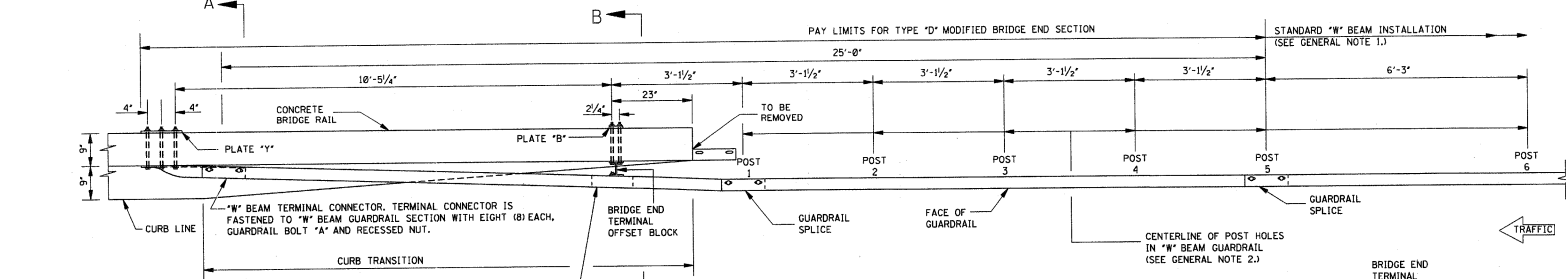 A
B
PAY LIMITS FOR TYPE "D" MODIFIED BRIDGE END SECTION
STANDARD "W" BEAM INSTALLATION
(SEE GENERAL NOTE 1.)
25'-0"
10'-5¼"
3'-1½"
3'-1½"
3'-1½"
3'-1½"
3'-1½"
6'-3"
4"
4"
CONCRETE
BRIDGE RAIL
2¼"
23"
TO BE
REMOVED
9"
9"
PLATE "Y"
PLATE "B"
POST
1
POST
2
POST
3
POST
4
POST
5
POST
6
CURB LINE
"W" BEAM TERMINAL CONNECTOR. TERMINAL CONNECTOR IS
FASTENED TO "W" BEAM GUARDRAIL SECTION WITH EIGHT (8) EACH,
GUARDRAIL BOLT "A" AND RECESSED NUT.
BRIDGE END
TERMINAL
OFFSET BLOCK
GUARDRAIL
SPLICE
FACE OF
GUARDRAIL
GUARDRAIL
SPLICE
CENTERLINE OF POST HOLES
IN "W" BEAM GUARDRAIL
(SEE GENERAL NOTE 2.)
TRAFFIC
CURB TRANSITION
BRIDGE END
TERMINAL